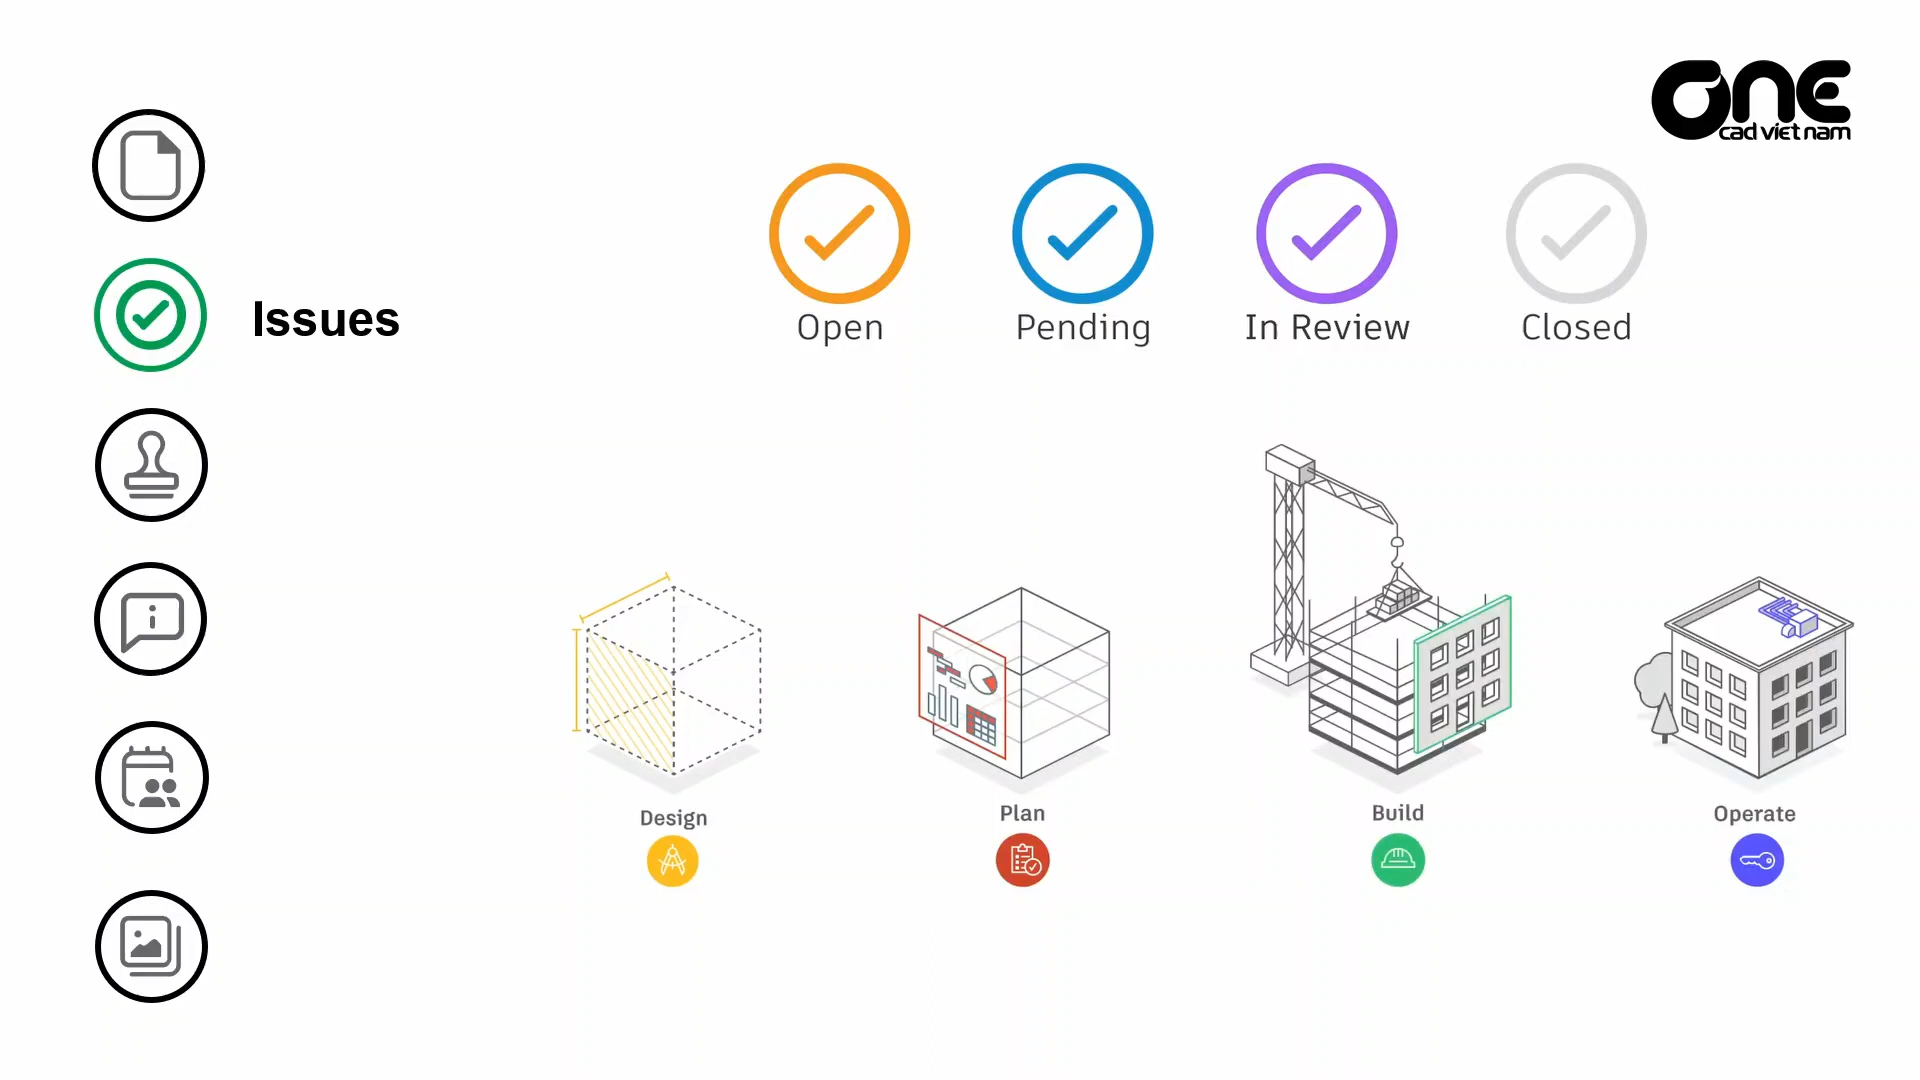 ONE
cad viet nam
Issues
Open
Pending
In Review
Closed
Design
Plan
Build
Operate